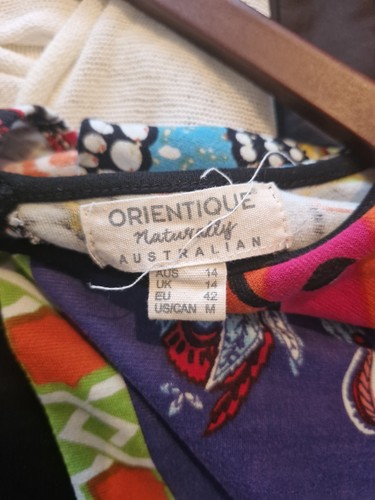 ORIENTIQUE
Naturally
AUSTRALIAN
AUS 14
UK 14
EU 42
US/CAN M